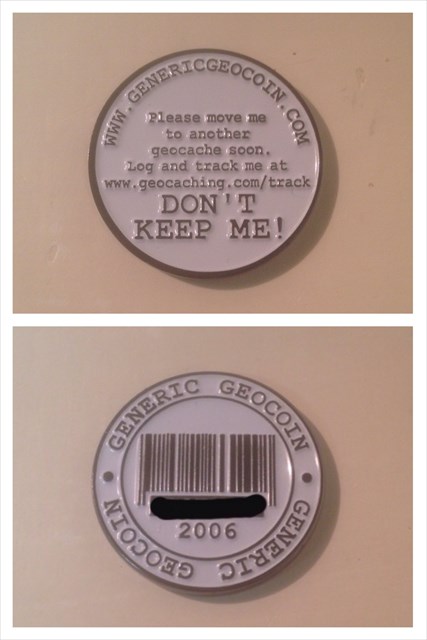 WWW.GENERICGEOCOIN.COM
Please move me
to another
geocache soon.
Log and track me at
www.geocaching.com/track
DON'T
KEEP ME!
GENERIC GEOCOIN
2006
GENERIC GEOCOIN